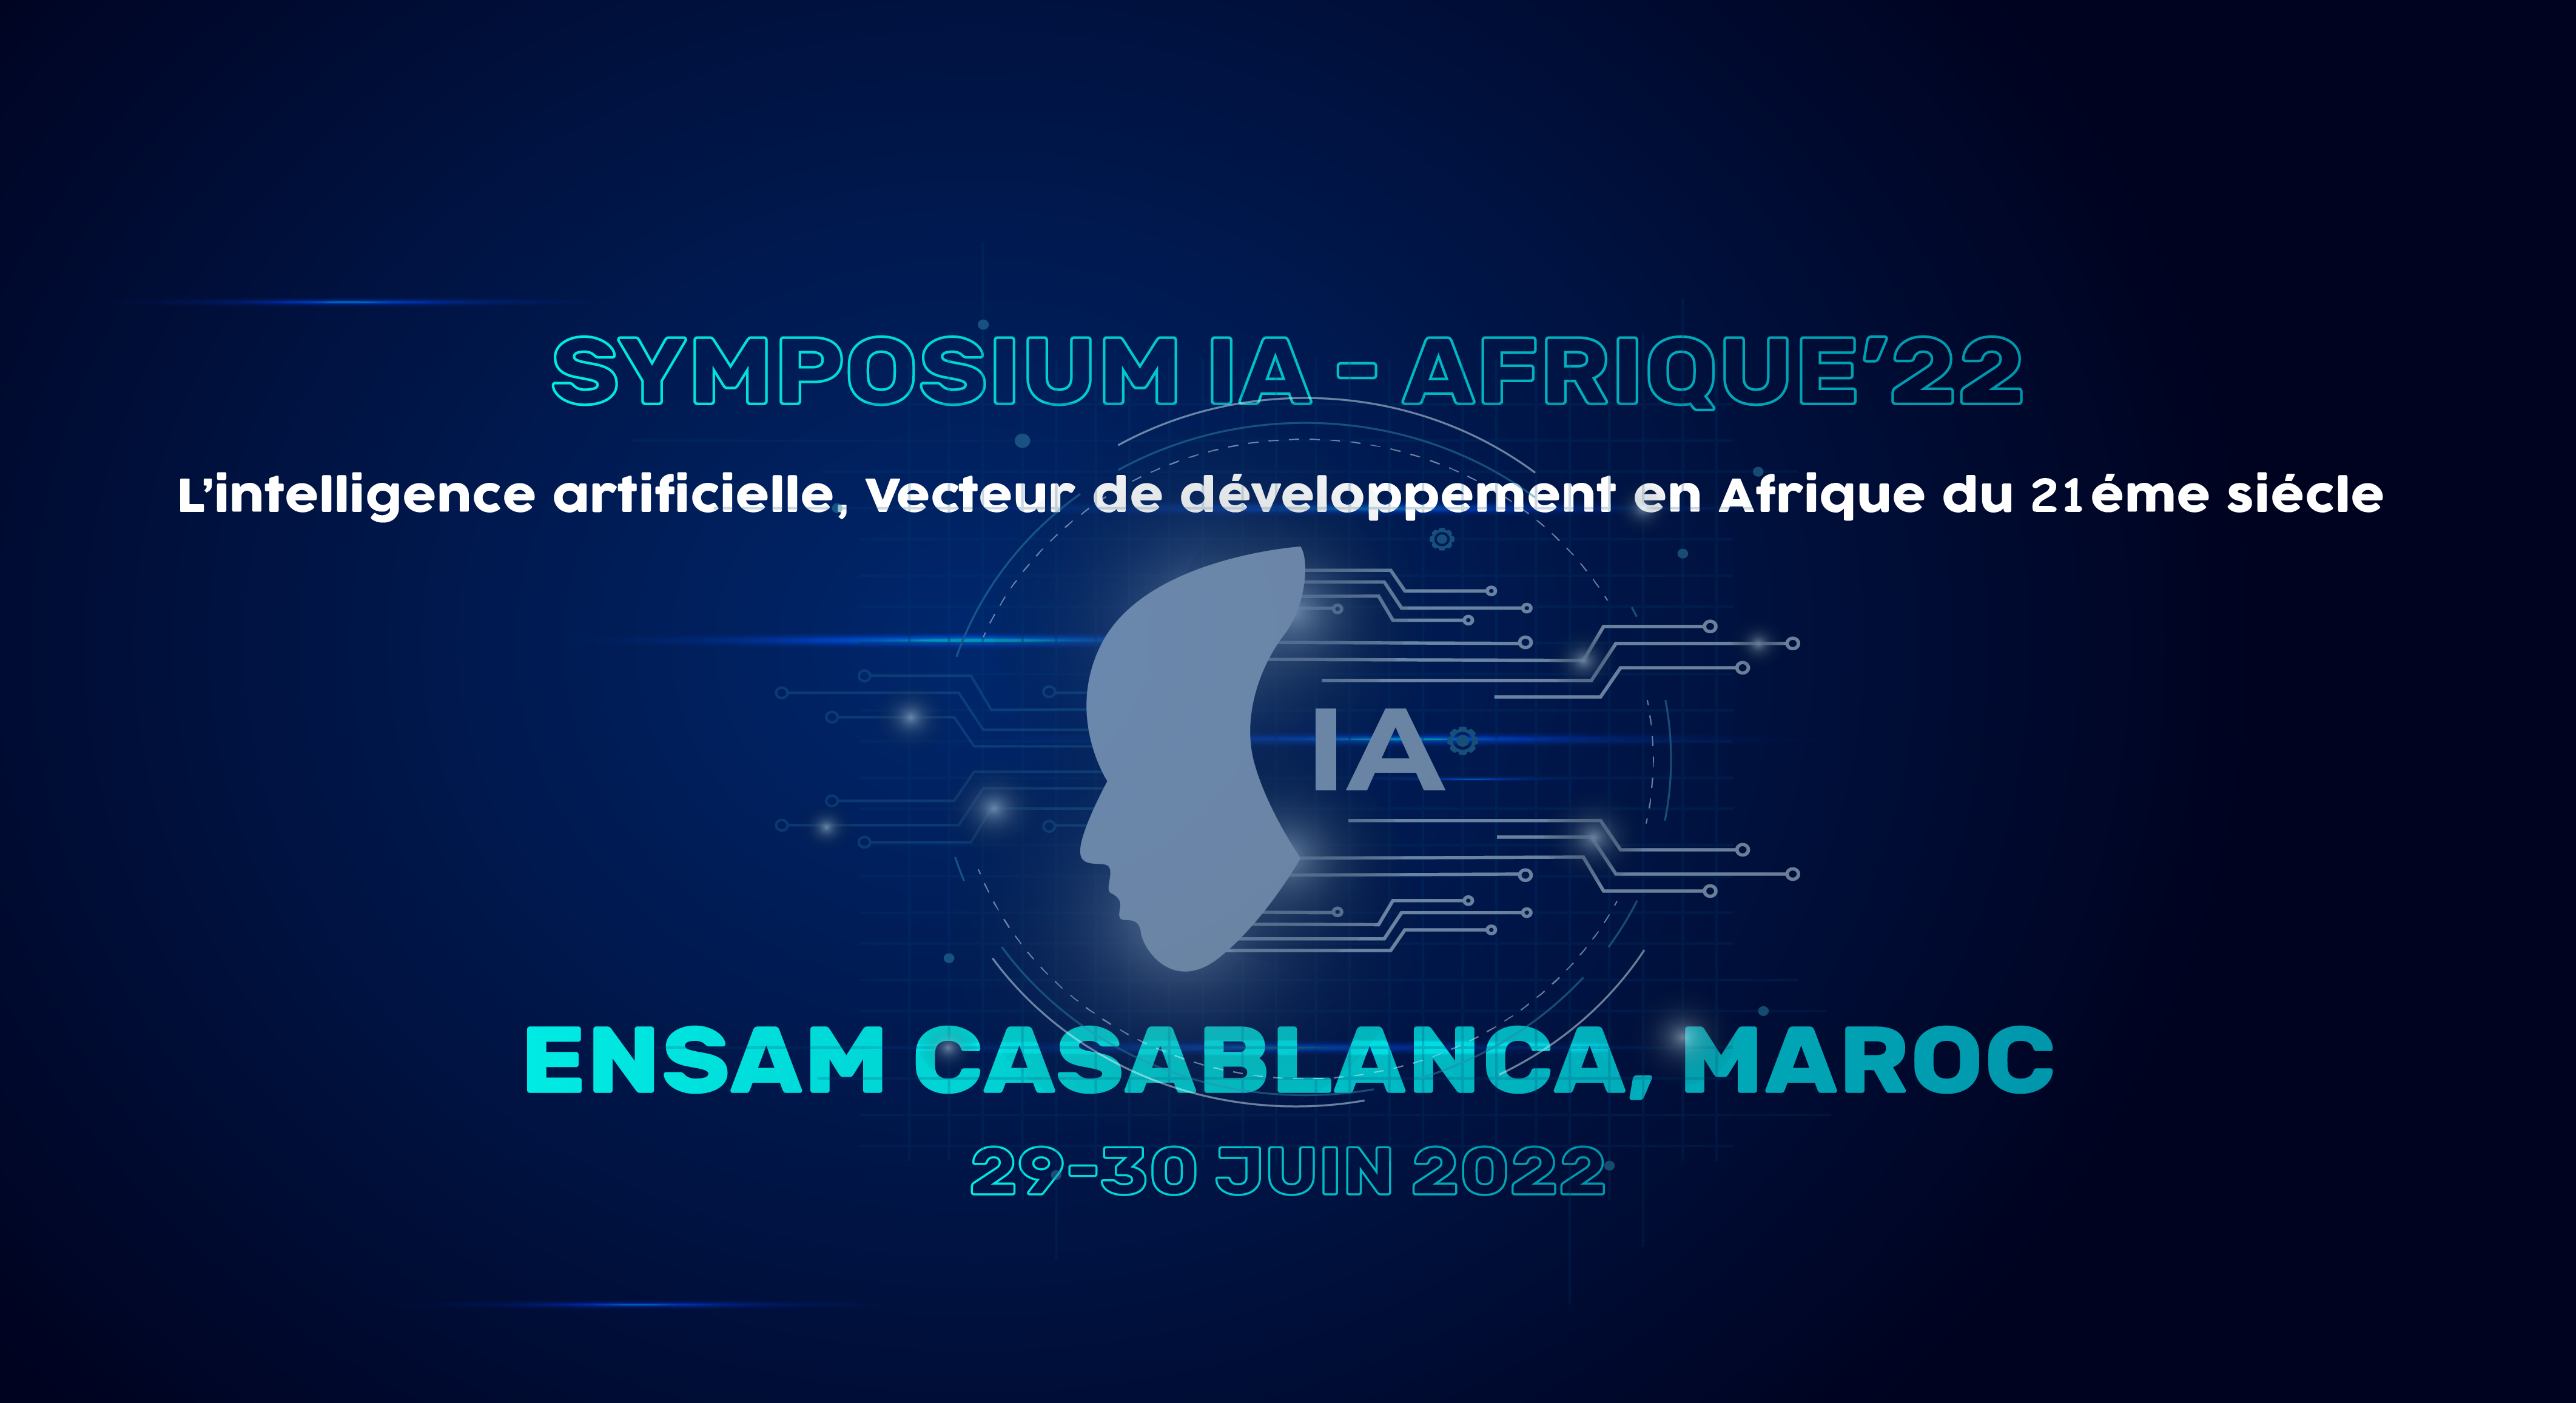 SYMPOSIUM IA - AFRIQUE'22
L'intelligence artificielle, Vecteur de développement en Afrique du 21éme siécle
IA
ENSAM CASABLANCA, MAROC
29-30 JUIN 2022